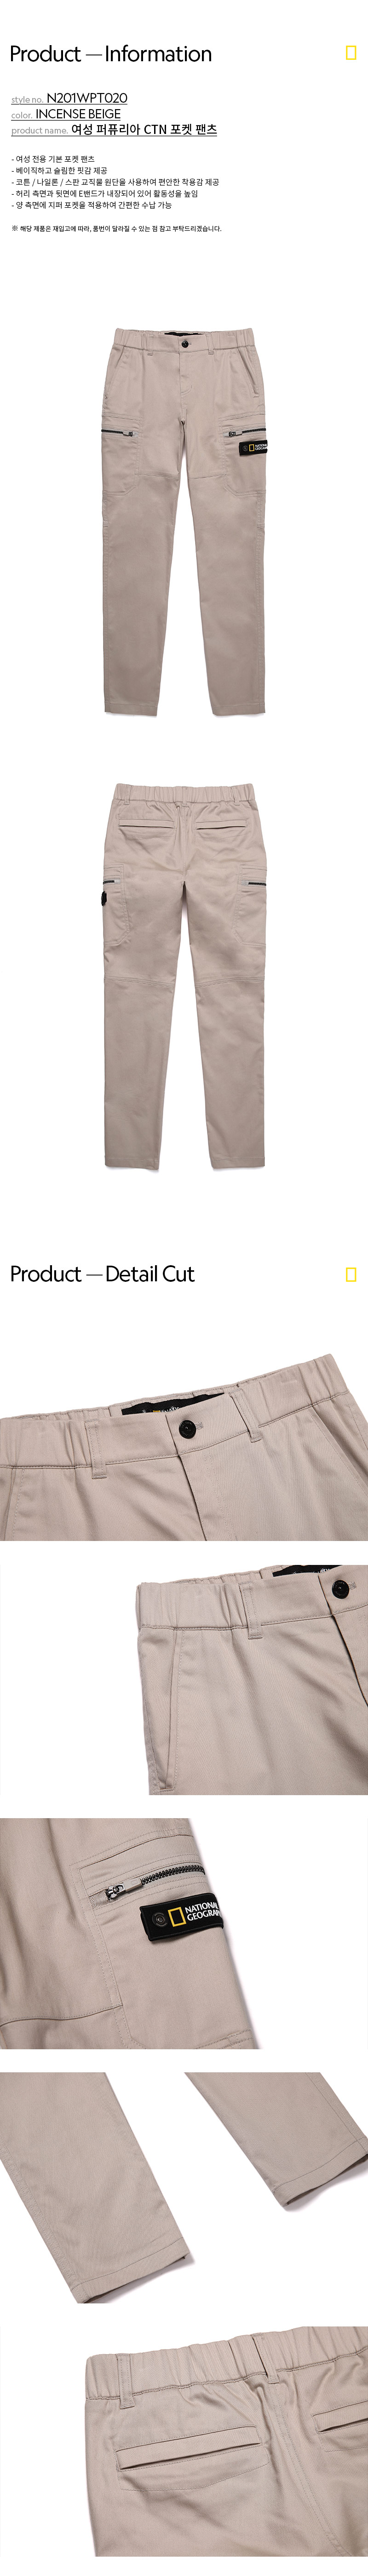 Product — Information
style no. N201WPT020
color. INCENSE BEIGE
product name. 여성 퍼퓨리아 CTN 포켓 팬츠
- 여성 전용 기본 포켓 팬츠
- 베이직하고 슬림한 핏감 제공
- 코튼 / 나일론 / 스판 교직물 원단을 사용하여 편안한 착용감 제공
- 허리 측면과 뒷면에 E밴드가 내장되어 있어 활동성을 높임
- 양 측면에 지퍼 포켓을 적용하여 간편한 수납 가능
※ 해당 제품은 재입고에 따라, 품번이 달라질 수 있는 점 참고 부탁드리겠습니다.
NATIONAL
GEOGRAPHIC
Product — Detail Cut
NATIONAL
GEOGRAP